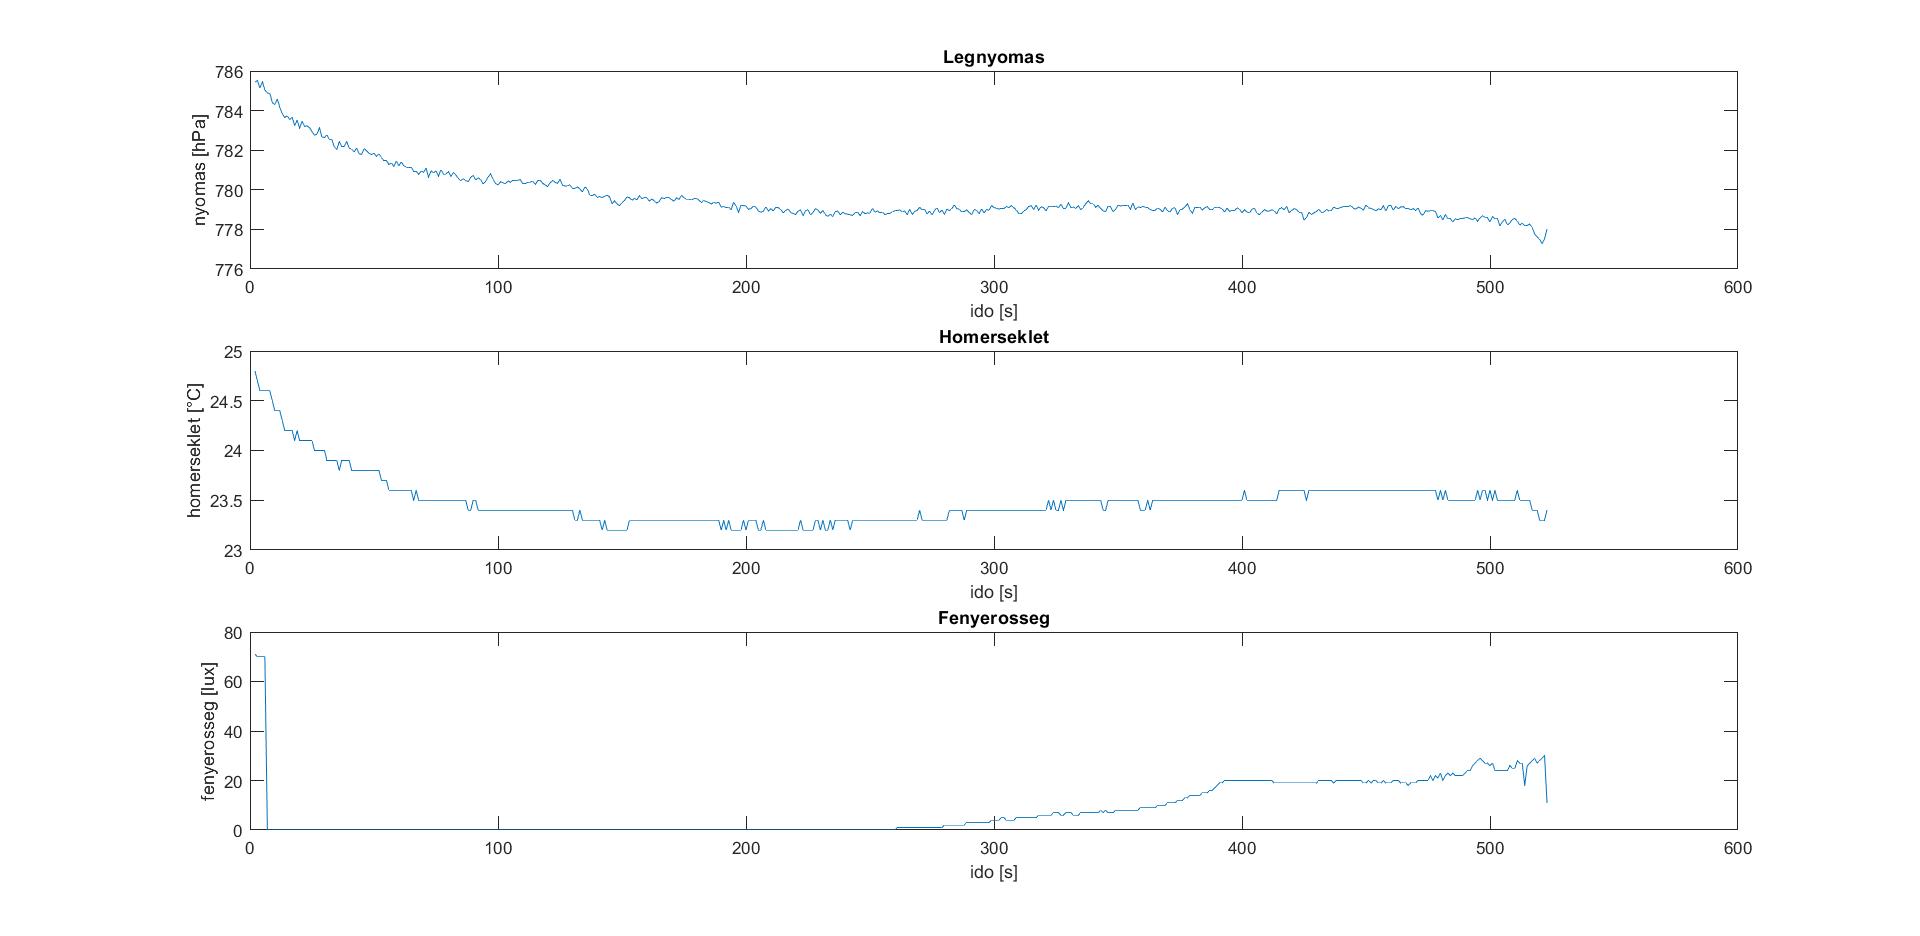 Legnyomas
nyomas [hPa]
786
784
782
780
778
776
0 100 200 300 400 500 600
ido [s]
Homerseklet
homerseklet [°C]
25
24.5
24
23.5
23
0 100 200 300 400 500 600
ido [s]
Fenyerosseg
fenyerosseg [lux]
80
60
40
20
0
0 100 200 300 400 500 600
ido [s]